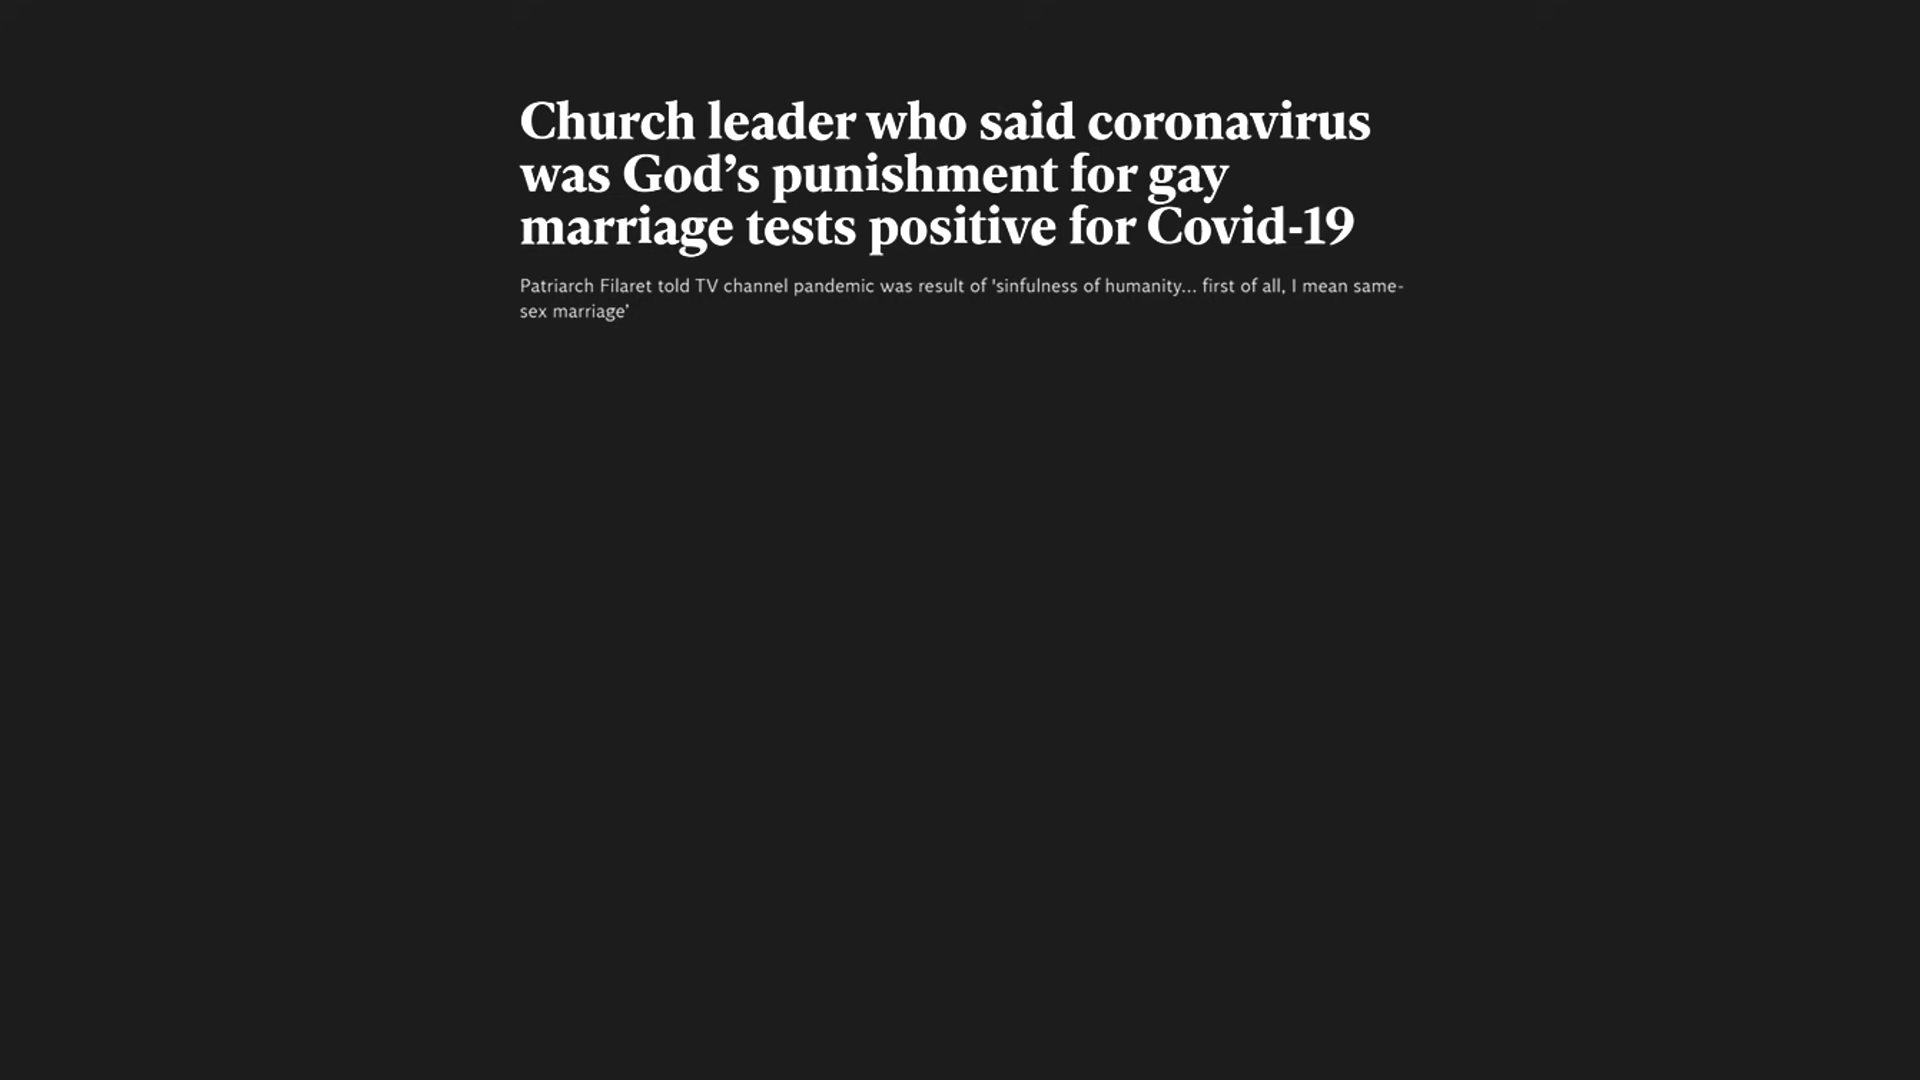 Church leader who said coronavirus
was God’s punishment for gay
marriage tests positive for Covid-19
Patriarch Filaret told TV channel pandemic was result of 'sinfulness of humanity... first of all, I mean same-
sex marriage’